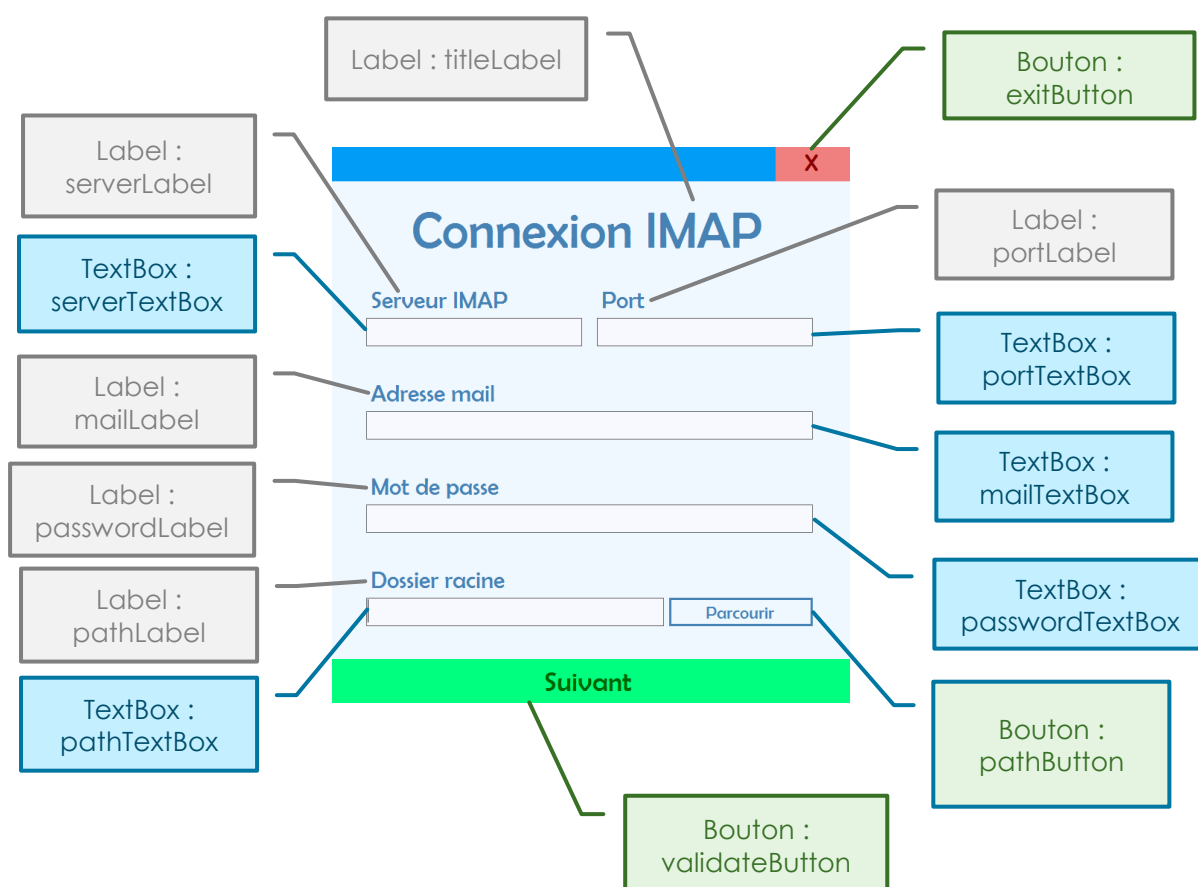 Label : titleLabel
Bouton :
exitButton
Label :
serverLabel
X
Connexion IMAP
Label :
portLabel
TextBox :
serverTextBox
Serveur IMAP
Port
TextBox :
portTextBox
Label :
mailLabel
Adresse mail
TextBox :
mailTextBox
Label :
passwordLabel
Mot de passe
TextBox :
passwordTextBox
Label :
pathLabel
Dossier racine
Parcourir
TextBox :
pathTextBox
Suivant
Bouton :
pathButton
Bouton :
validateButton